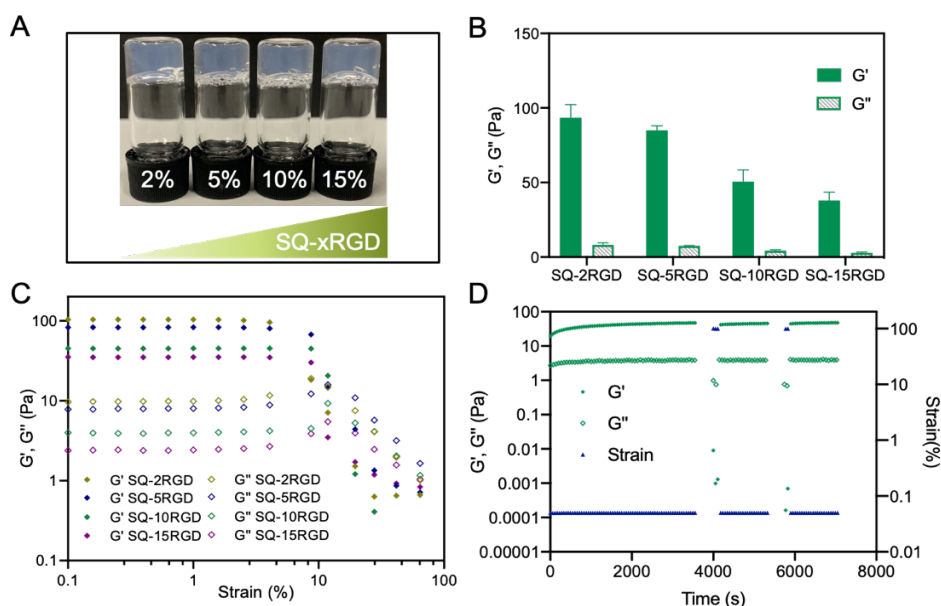 A
2% 5% 10% 15%
SQ-xRGD
B
150
100
50
0
G', G'' (Pa)
G'
G''
SQ-2RGD SQ-5RGD SQ-10RGD SQ-15RGD
C
100
10
1
0.1
G', G'' (Pa)
G' SQ-2RGD G'' SQ-2RGD
G' SQ-5RGD G'' SQ-5RGD
G' SQ-10RGD G'' SQ-10RGD
G' SQ-15RGD G'' SQ-15RGD
0.1 1 10 100
Strain (%)
D
100
10
1
0.1
0.01
0.001
0.0001
0.00001
G', G'' (Pa)
G'
G''
Strain
100
10
1
0.1
0.01
Strain(%)
0 2000 4000 6000 8000
Time (s)